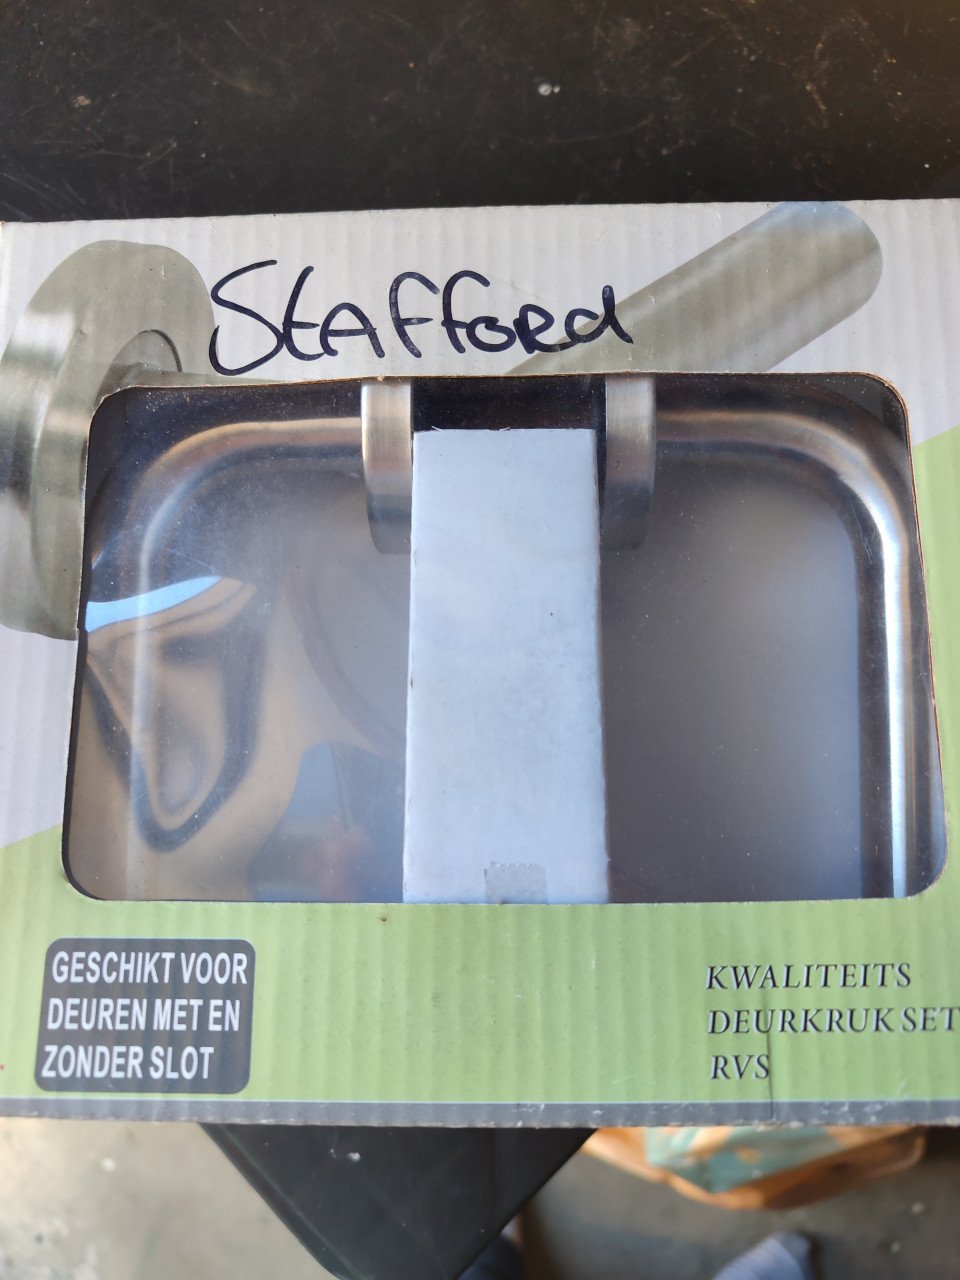 StAffoRd
GESCHIKT VOOR
DEUREN MET EN
ZONDER SLOT
KWALITEITS
DEURKRUK SET
RVS